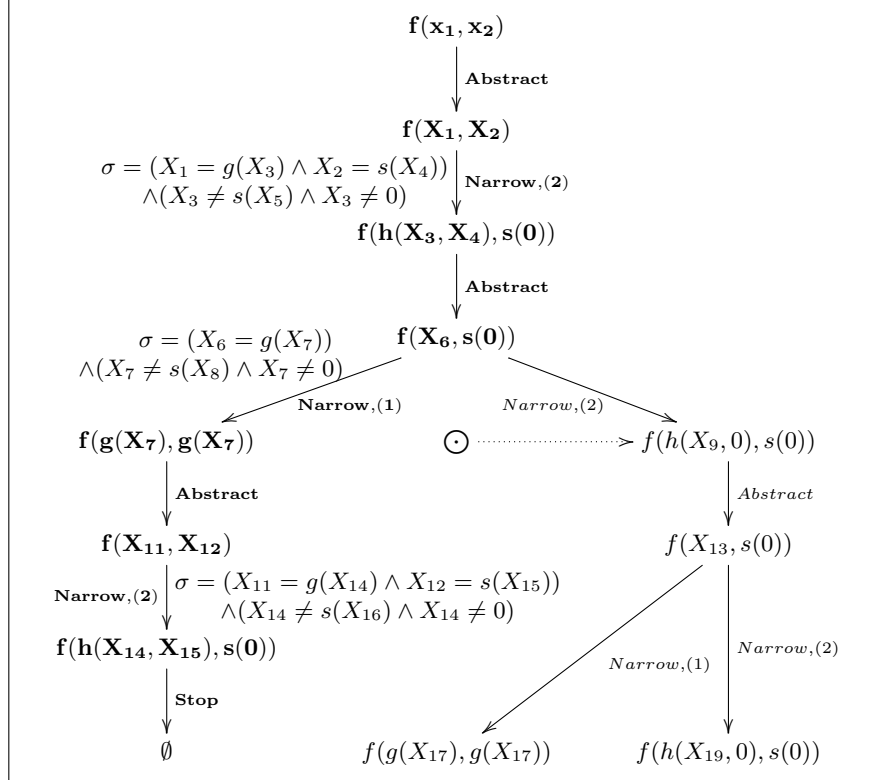 f(x₁, x₂)
Abstract
f(X₁, X₂)
σ = (X₁ = g(X₃) ∧ X₂ = s(X₄))
∧(X₃ ≠ s(X₅) ∧ X₃ ≠ 0)
Narrow,(2)
f(h(X₃, X₄), s(0))
Abstract
f(X₆, s(0))
σ = (X₆ = g(X₇))
∧(X₇ ≠ s(X₈) ∧ X₇ ≠ 0)
Narrow,(1)
Narrow,(2)
f(g(X₇), g(X₇))
⊙
f(h(X₉, 0), s(0))
Abstract
Abstract
f(X₁₁, X₁₂)
f(X₁₃, s(0))
Narrow,(2)
σ = (X₁₁ = g(X₁₄) ∧ X₁₂ = s(X₁₅))
∧(X₁₄ ≠ s(X₁₆) ∧ X₁₄ ≠ 0)
f(h(X₁₄, X₁₅), s(0))
Narrow,(1)
Narrow,(2)
Stop
∅
f(g(X₁₇), g(X₁₇))
f(h(X₁₉, 0), s(0))